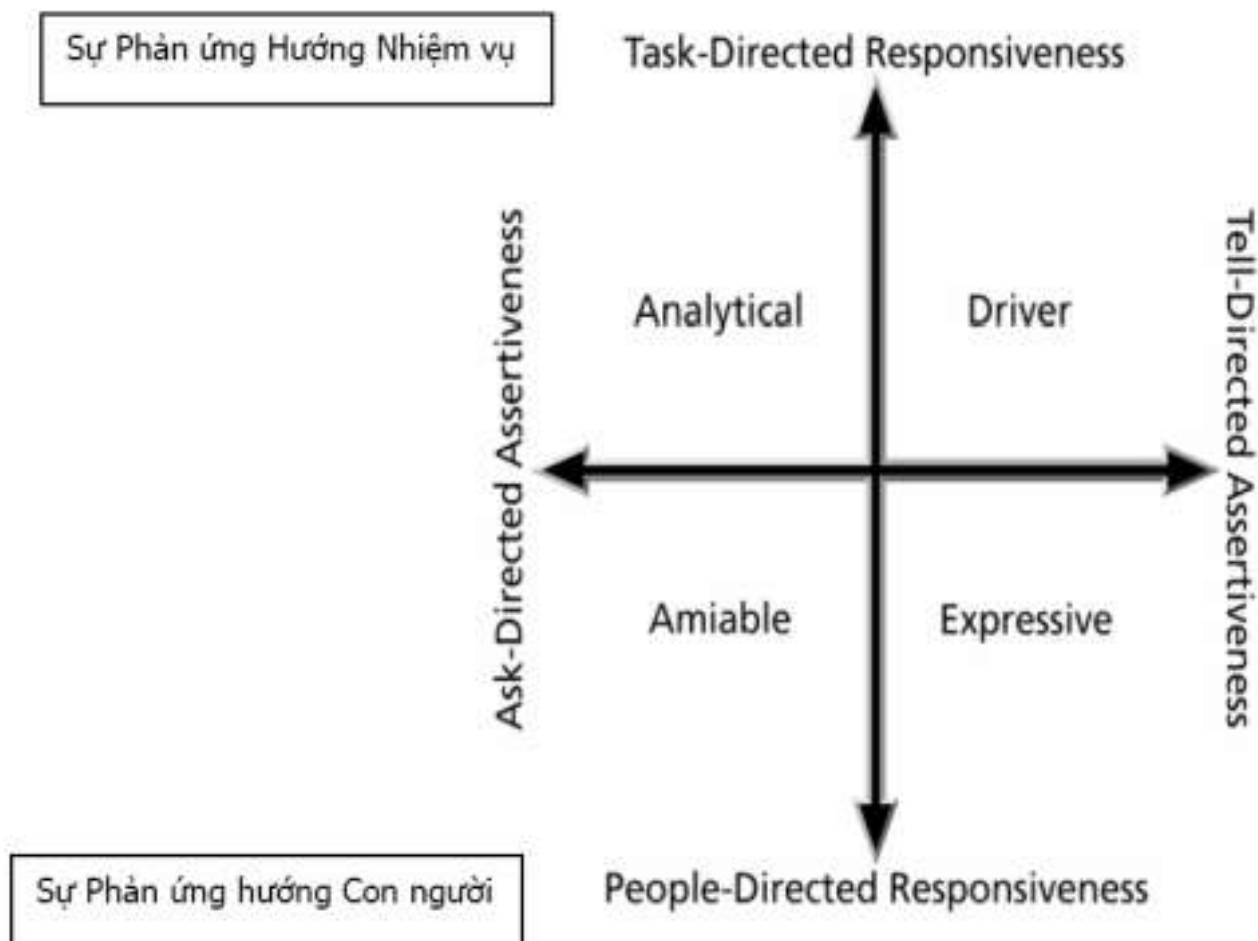 Sự Phản ứng Hướng Nhiệm vụ
Task-Directed Responsiveness
Ask-Directed Assertiveness
Tell-Directed Assertiveness
Analytical
Driver
Amiable
Expressive
Sự Phản ứng hướng Con người
People-Directed Responsiveness